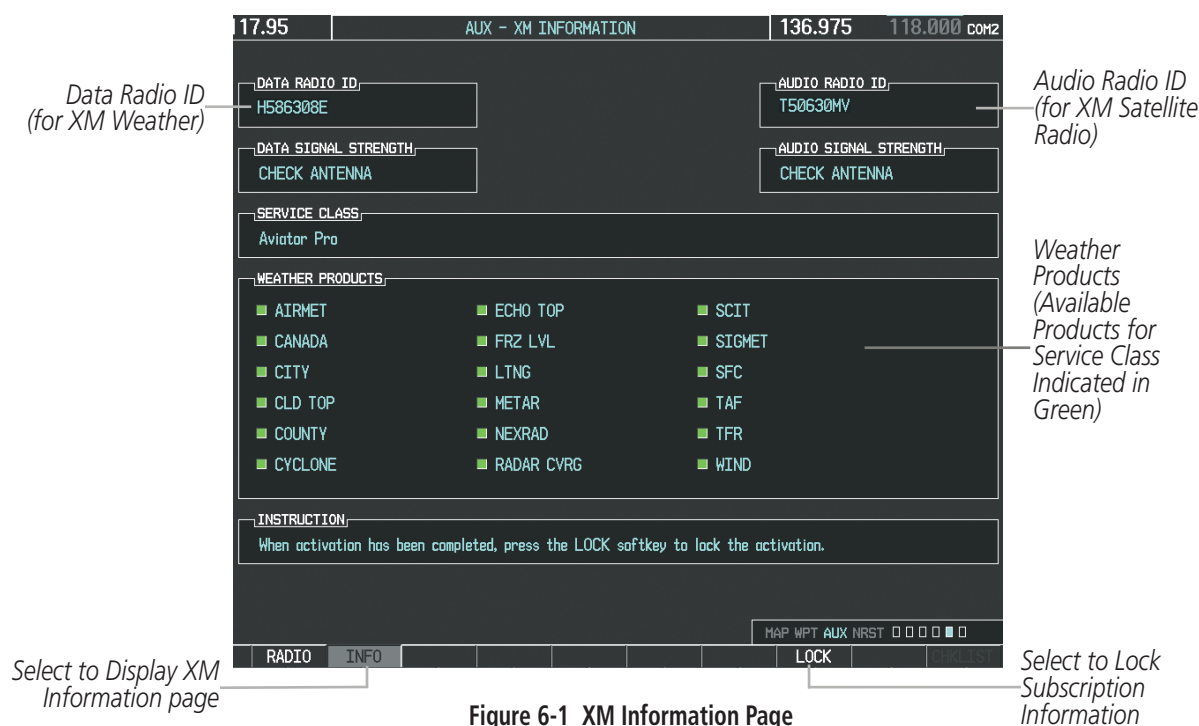 17.95 AUX - XM INFORMATION 136.975 118.000 COM2
Data Radio ID
(for XM Weather)
DATA RADIO ID
H586308E
AUDIO RADIO ID
T50630MV
Audio Radio ID
(for XM Satellite
Radio)
DATA SIGNAL STRENGTH
CHECK ANTENNA
AUDIO SIGNAL STRENGTH
CHECK ANTENNA
SERVICE CLASS
Aviator Pro
WEATHER PRODUCTS
AIRMET ECHO TOP SCIT
CANADA FRZ LVL SIGMET
CITY LTNG SFC
CLD TOP METAR TAF
COUNTY NEXRAD TFR
CYCLONE RADAR CVRG WIND
Weather
Products
(Available
Products for
Service Class
Indicated in
Green)
INSTRUCTION
When activation has been completed, press the LOCK softkey to lock the activation.
MAP WPT AUX NRST
RADIO INFO LOCK CHKLIST
Select to Display XM
Information page
Select to Lock
Subscription
Information
Figure 6-1 XM Information Page